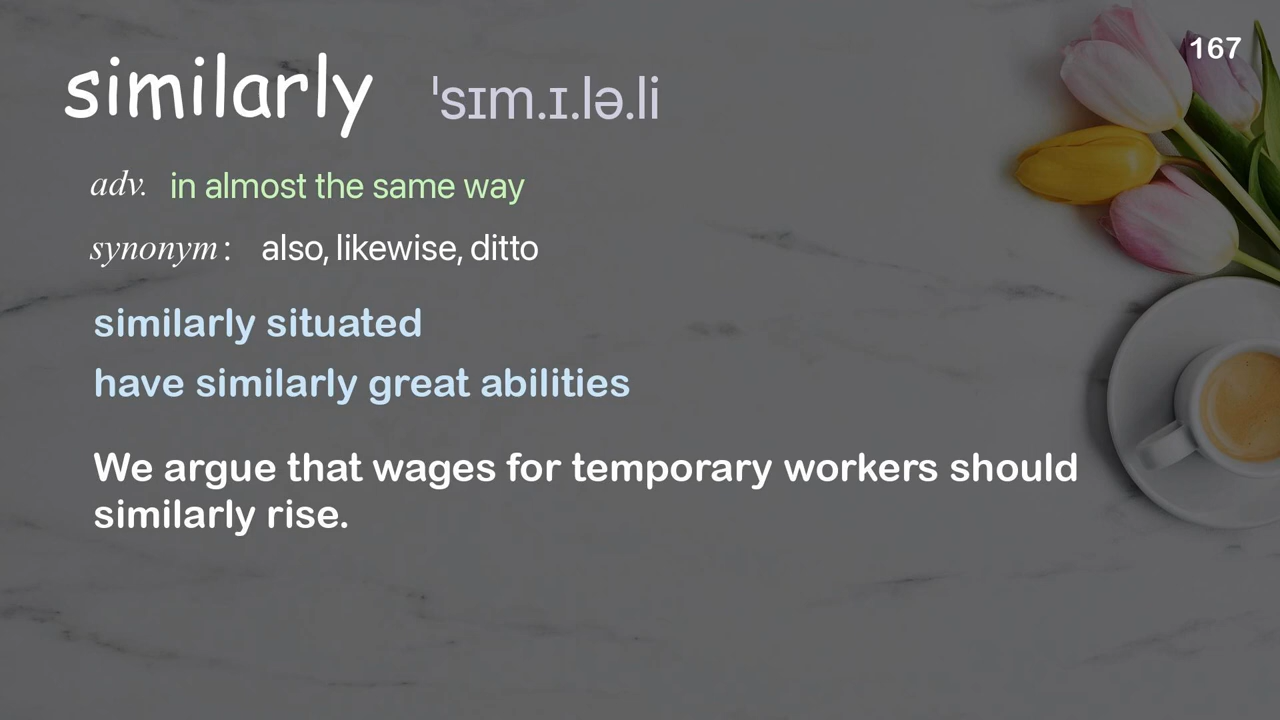 167
similarly ˈsɪm.ɪ.lə.li
adv. in almost the same way
synonym: also, likewise, ditto
similarly situated
have similarly great abilities
We argue that wages for temporary workers should
similarly rise.